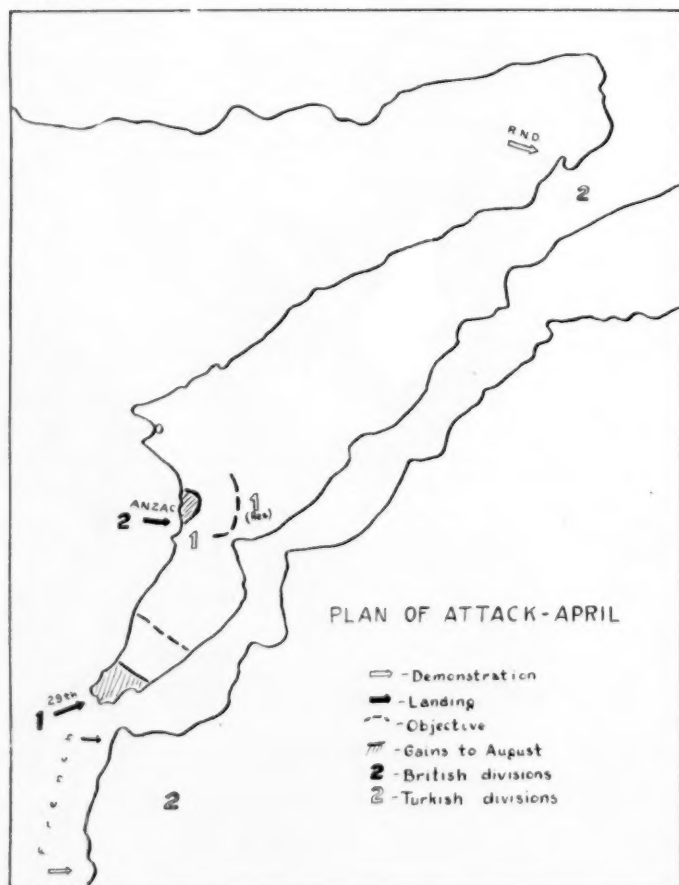 R.N.D.
2
ANZAC
2
1
(Res)
1
PLAN OF ATTACK-APRIL
-Demonstration
29th
-Landing
1
-Objective
-Gains to August
2 -British divisions
2
2 -Turkish divisions